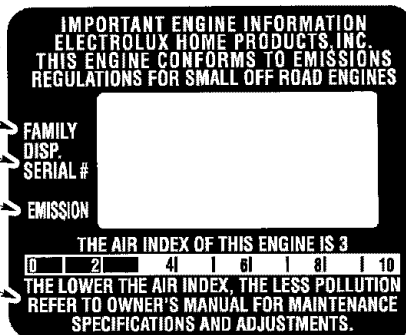 IMPORTANT ENGINE INFORMATION
ELECTROLUX HOME PRODUCTS, INC.
THIS ENGINE CONFORMS TO EMISSIONS
REGULATIONS FOR SMALL OFF ROAD ENGINES
FAMILY
DISP.
SERIAL #
EMISSION
THE AIR INDEX OF THIS ENGINE IS 3
0 2 4 6 8 10
THE LOWER THE AIR INDEX, THE LESS POLLUTION
REFER TO OWNER'S MANUAL FOR MAINTENANCE
SPECIFICATIONS AND ADJUSTMENTS.